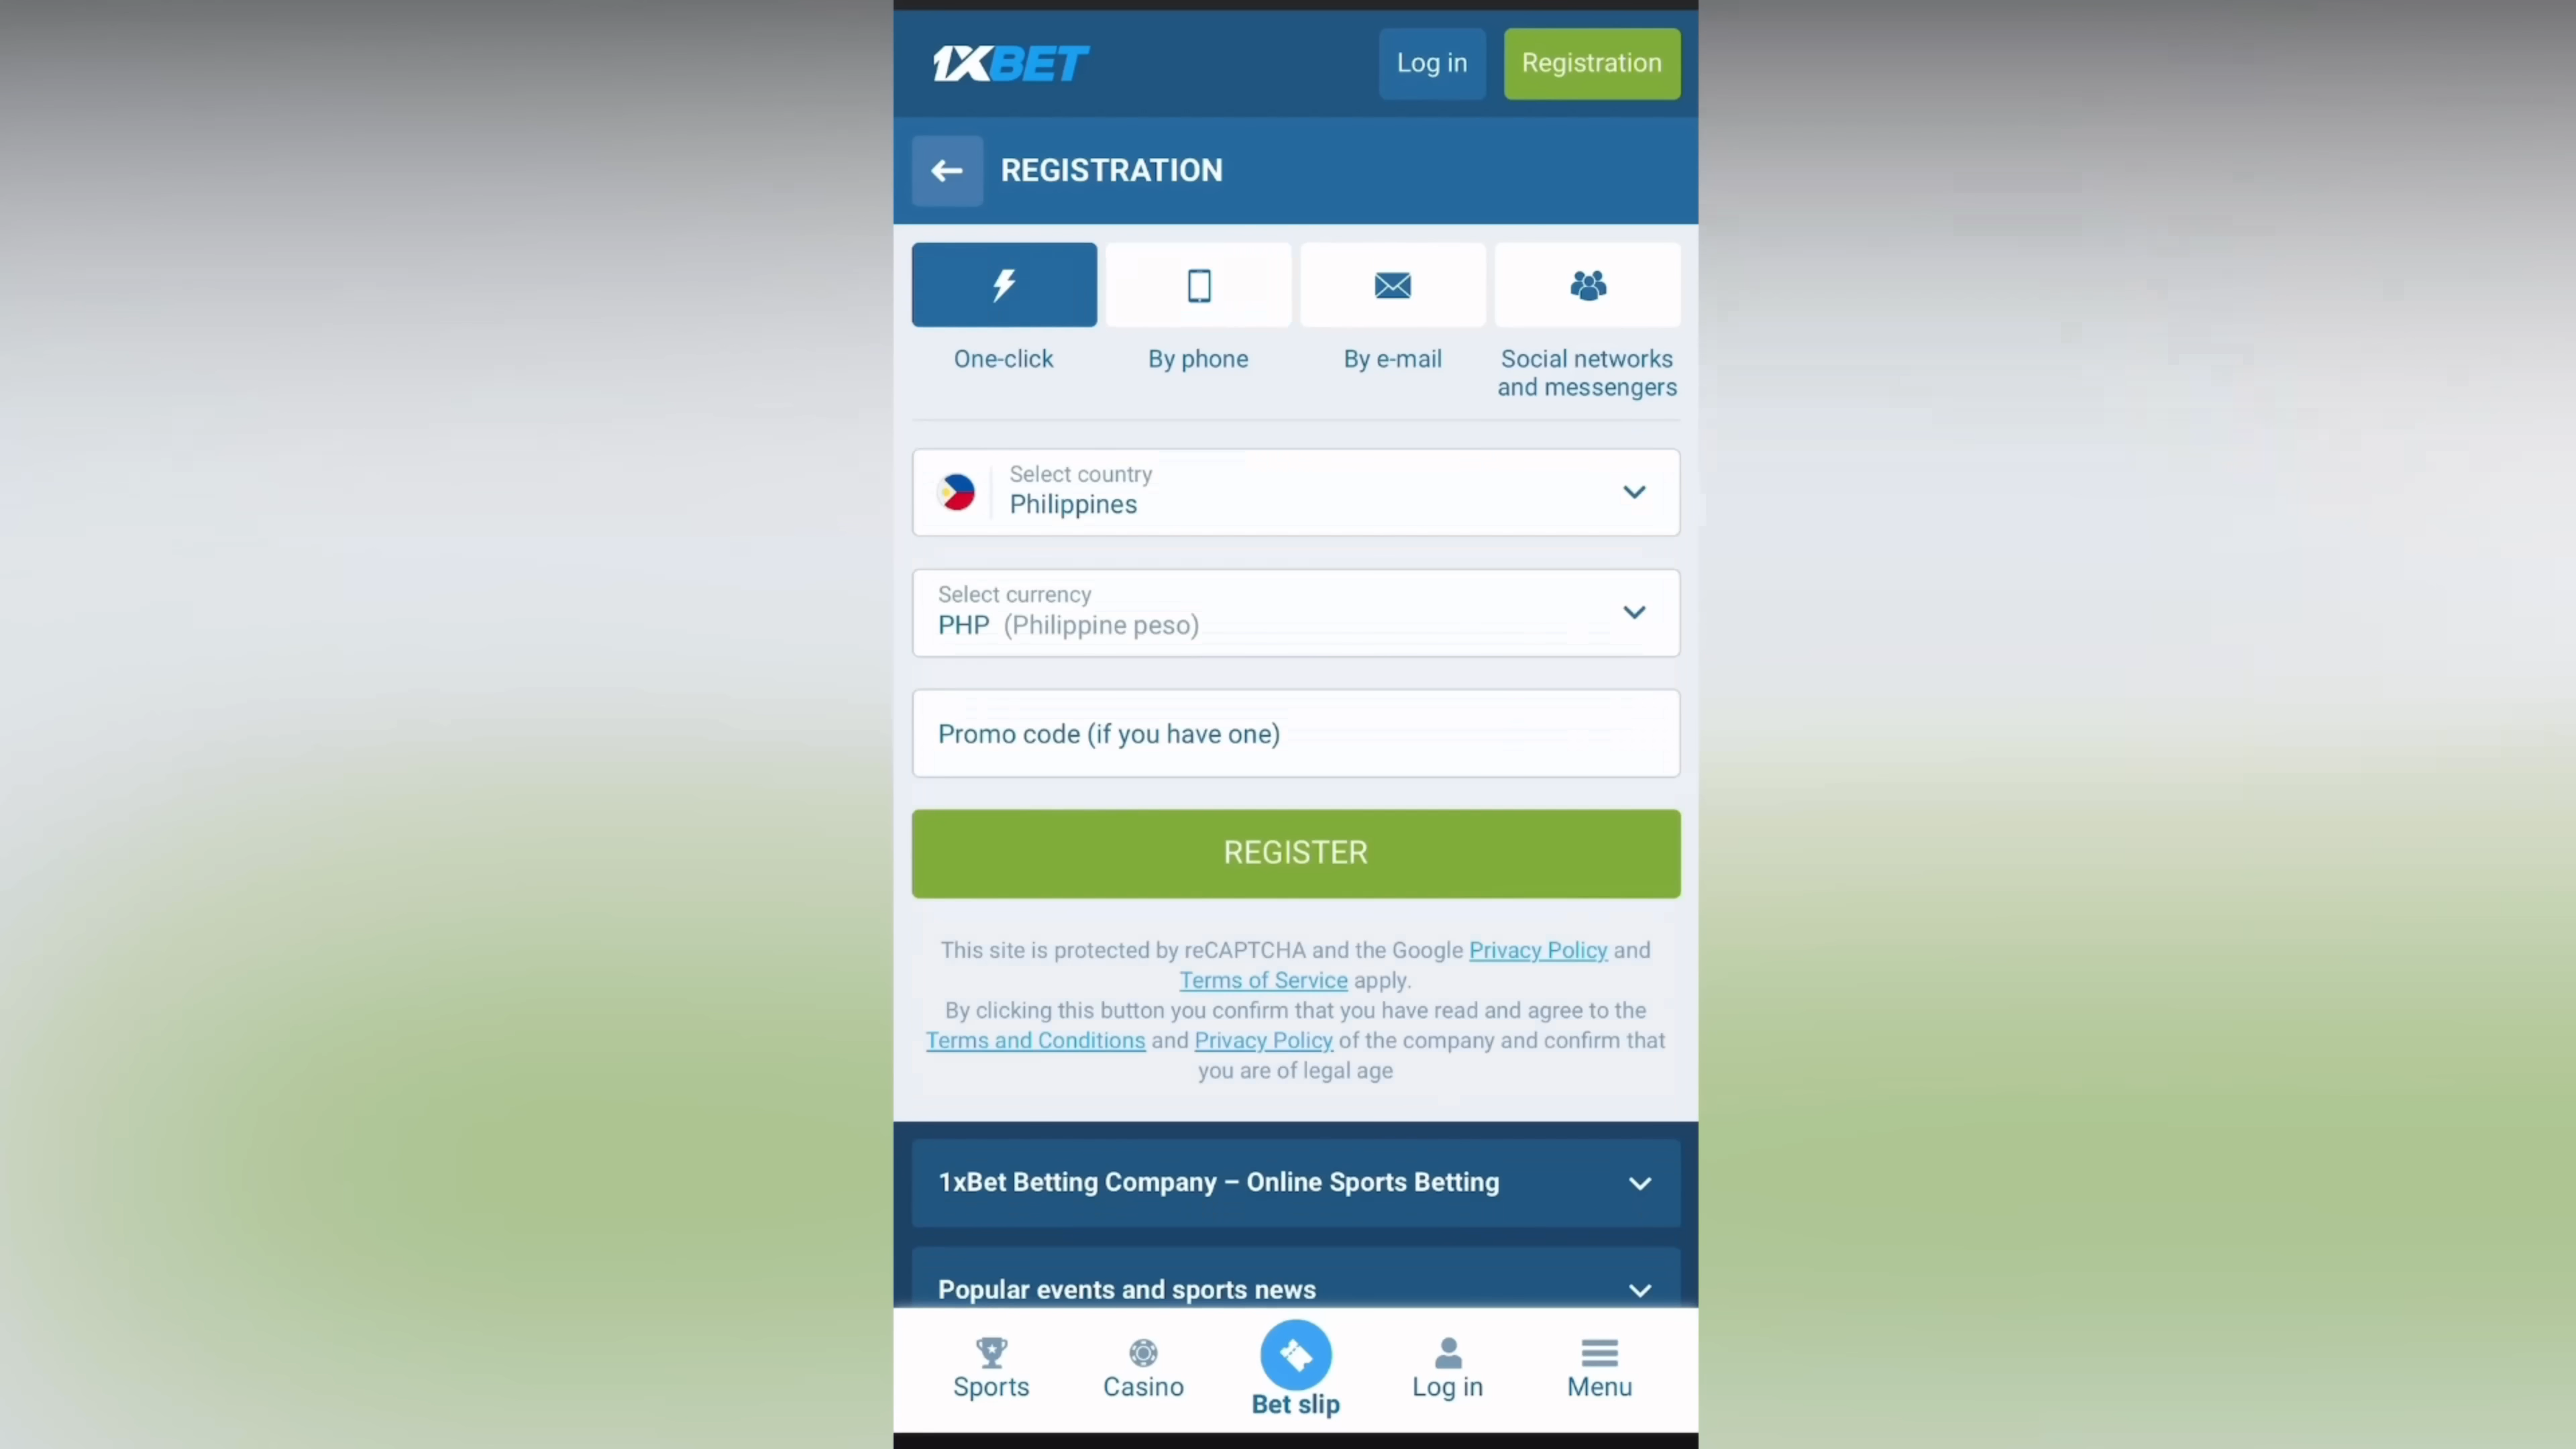 1XBET
Log in
Registration
REGISTRATION
One-click
By phone
By e-mail
Social networks
and messengers
Select country
Philippines
Select currency
PHP (Philippine peso)
Promo code (if you have one)
REGISTER
This site is protected by reCAPTCHA and the Google Privacy Policy and
Terms of Service apply.
By clicking this button you confirm that you have read and agree to the
Terms and Conditions and Privacy Policy of the company and confirm that
you are of legal age
1xBet Betting Company – Online Sports Betting
Popular events and sports news
Sports
Casino
Bet slip
Log in
Menu